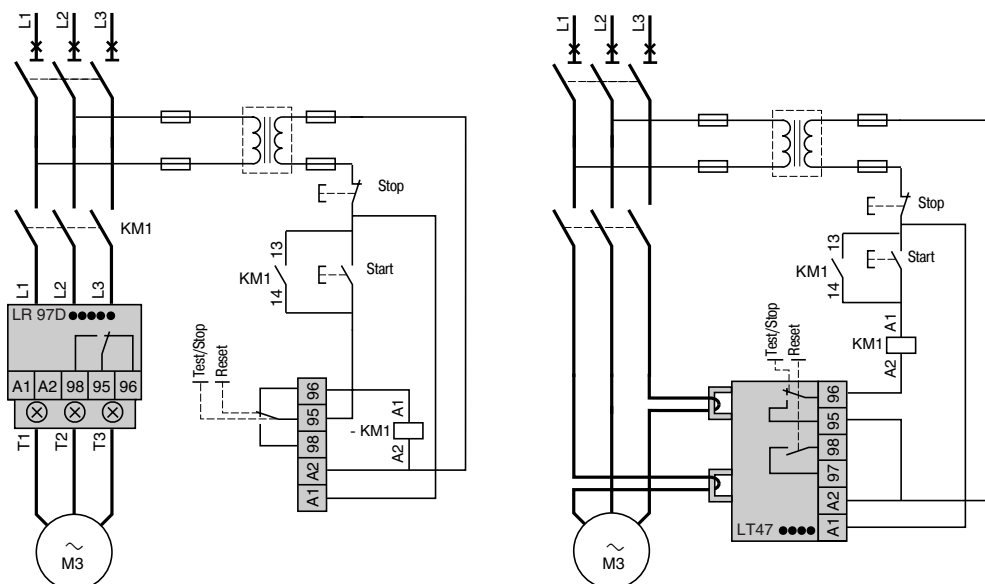 L1 L2 L3
Stop
KM1
13
KM1
14
Start
L1 L2 L3
LR 97D●●●●●
A1 A2 98 95 96
T1 T2 T3
~
M3
Test/Stop
Reset
96
95
98
A2
A1
A1
- KM1
A2
L1 L2 L3
Stop
13
KM1
14
Start
A1
KM1
A2
Test/Stop
Reset
96
95
98
97
A2
A1
LT47 ●●●●
~
M3